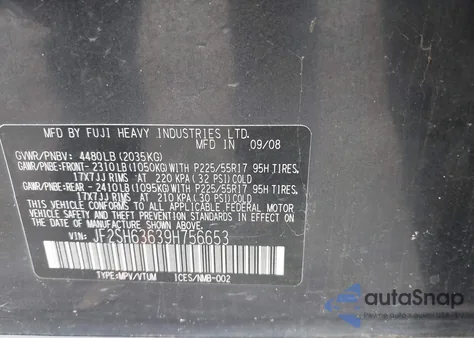 MFD BY FUJI HEAVY INDUSTRIES LTD.
MFD IN 09/08
GVWR/PNBV: 4480LB (2035KG)
GAWR/PNBE:FRONT- 2310LB (1050KG)WITH P225/55R17 95H TIRES,
17X7JJ RIMS AT 220 KPA (32 PSI)COLD
GAWR/PNBE:REAR - 2410LB (1095KG)WITH P225/55R17 95H TIRES,
17X7JJ RIMS AT 210 KPA (30 PSI)COLD
THIS VEHICLE CONFORMS TO ALL APPLICABLE
FEDERAL MOTOR VEHICLE SAFETY STANDARDS
IN EFFECT ON THE DATE OF
MANUFACTURE SHOWN ABOVE.
VIN: JF2SH63639H756653
TYPE:MPV/VTUM ICES/NMB-002
autoSnap
by carfast express